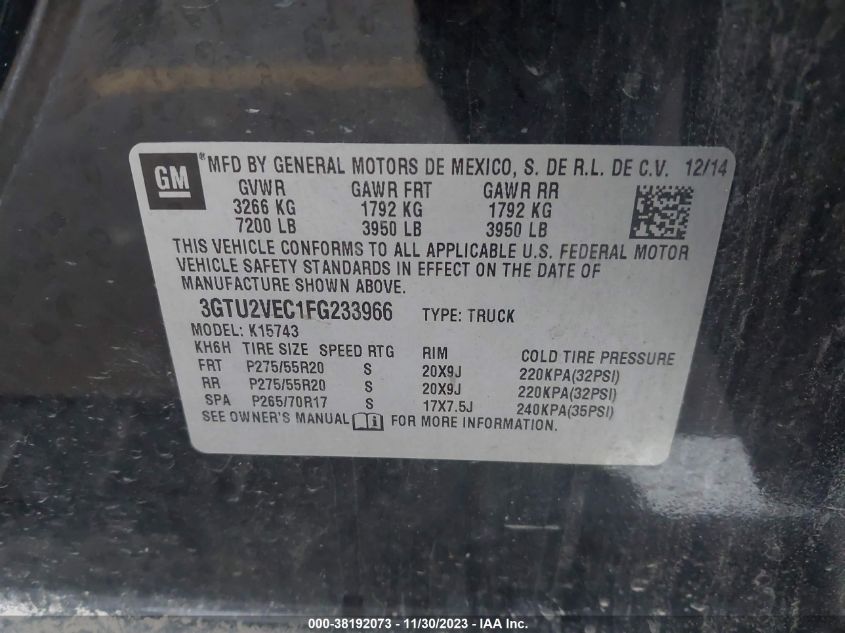 GM ® MFD BY GENERAL MOTORS DE MEXICO, S. DE R.L. DE C.V. 12/14
GVWR GAWR FRT GAWR RR
3266 KG 1792 KG 1792 KG
7200 LB 3950 LB 3950 LB
THIS VEHICLE CONFORMS TO ALL APPLICABLE U.S. FEDERAL MOTOR
VEHICLE SAFETY STANDARDS IN EFFECT ON THE DATE OF
MANUFACTURE SHOWN ABOVE.
3GTU2VEC1FG233966 TYPE: TRUCK
MODEL: K15743
KH6H TIRE SIZE SPEED RTG RIM COLD TIRE PRESSURE
FRT P275/55R20 S 20X9J 220KPA(32PSI)
RR P275/55R20 S 20X9J 220KPA(32PSI)
SPA P265/70R17 S 17X7.5J 240KPA(35PSI)
SEE OWNER'S MANUAL FOR MORE INFORMATION.
000-38192073 - 11/30/2023 - IAA Inc.